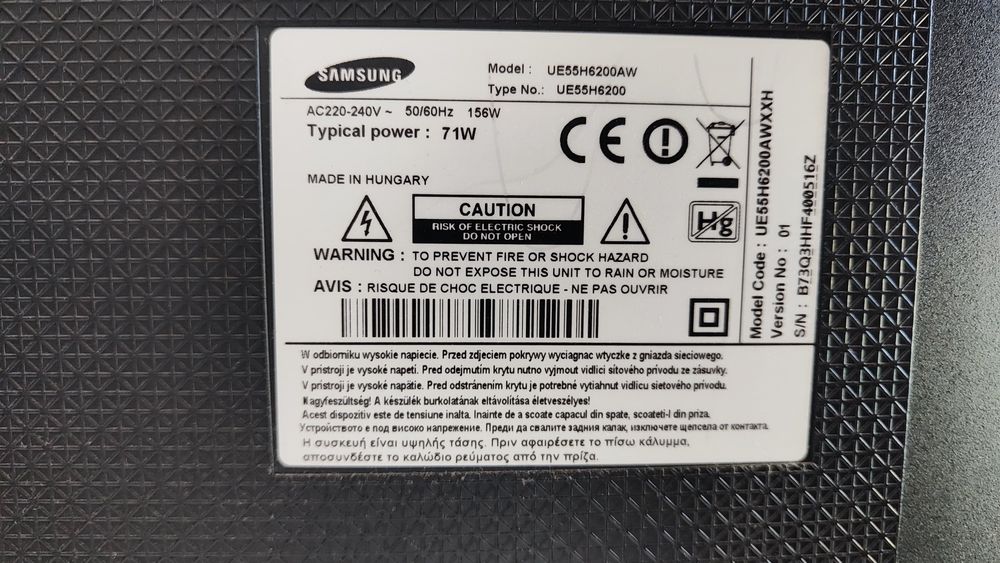 SAMSUNG
Model : UE55H6200AW
Type No.: UE55H6200
AC220-240V ~ 50/60Hz 156W
Typical power : 71W
MADE IN HUNGARY
CE
Hg
CAUTION
RISK OF ELECTRIC SHOCK
DO NOT OPEN
WARNING : TO PREVENT FIRE OR SHOCK HAZARD
DO NOT EXPOSE THIS UNIT TO RAIN OR MOISTURE
AVIS : RISQUE DE CHOC ELECTRIQUE - NE PAS OUVRIR
W odbiorniku wysokie napiecie. Przed zdjeciem pokrywy wyciagnac wtyczke z gniazda sieciowego.
V pristroji je vysoké napeti. Pred odejmutím krytu nutno vyjmout vidlici sítového prívodu ze zásuvky.
V prístroji je vysoké napätie. Pred odstránením krytu je potrebné vytiahnut vidlicu sietového prívodu.
Nagyfeszültség! A készülék burkolatának eltávolítása életveszélyes!
Acest dispozitiv este de tensiune inalta. Inainte de a scoate capacul din spate, scoateti-l din priza.
Устройството е под високо напрежение. Преди да свалите задния капак, изключете щепсела от контакта.
Η συσκευή είναι υψηλής τάσης. Πριν αφαιρέσετε το πίσω κάλυμμα,
αποσυνδέστε το καλώδιο ρεύματος από την πρίζα.
Model Code : UE55H6200AWXXH
Version No : 01
S/N : B73Q3HHF400516Z